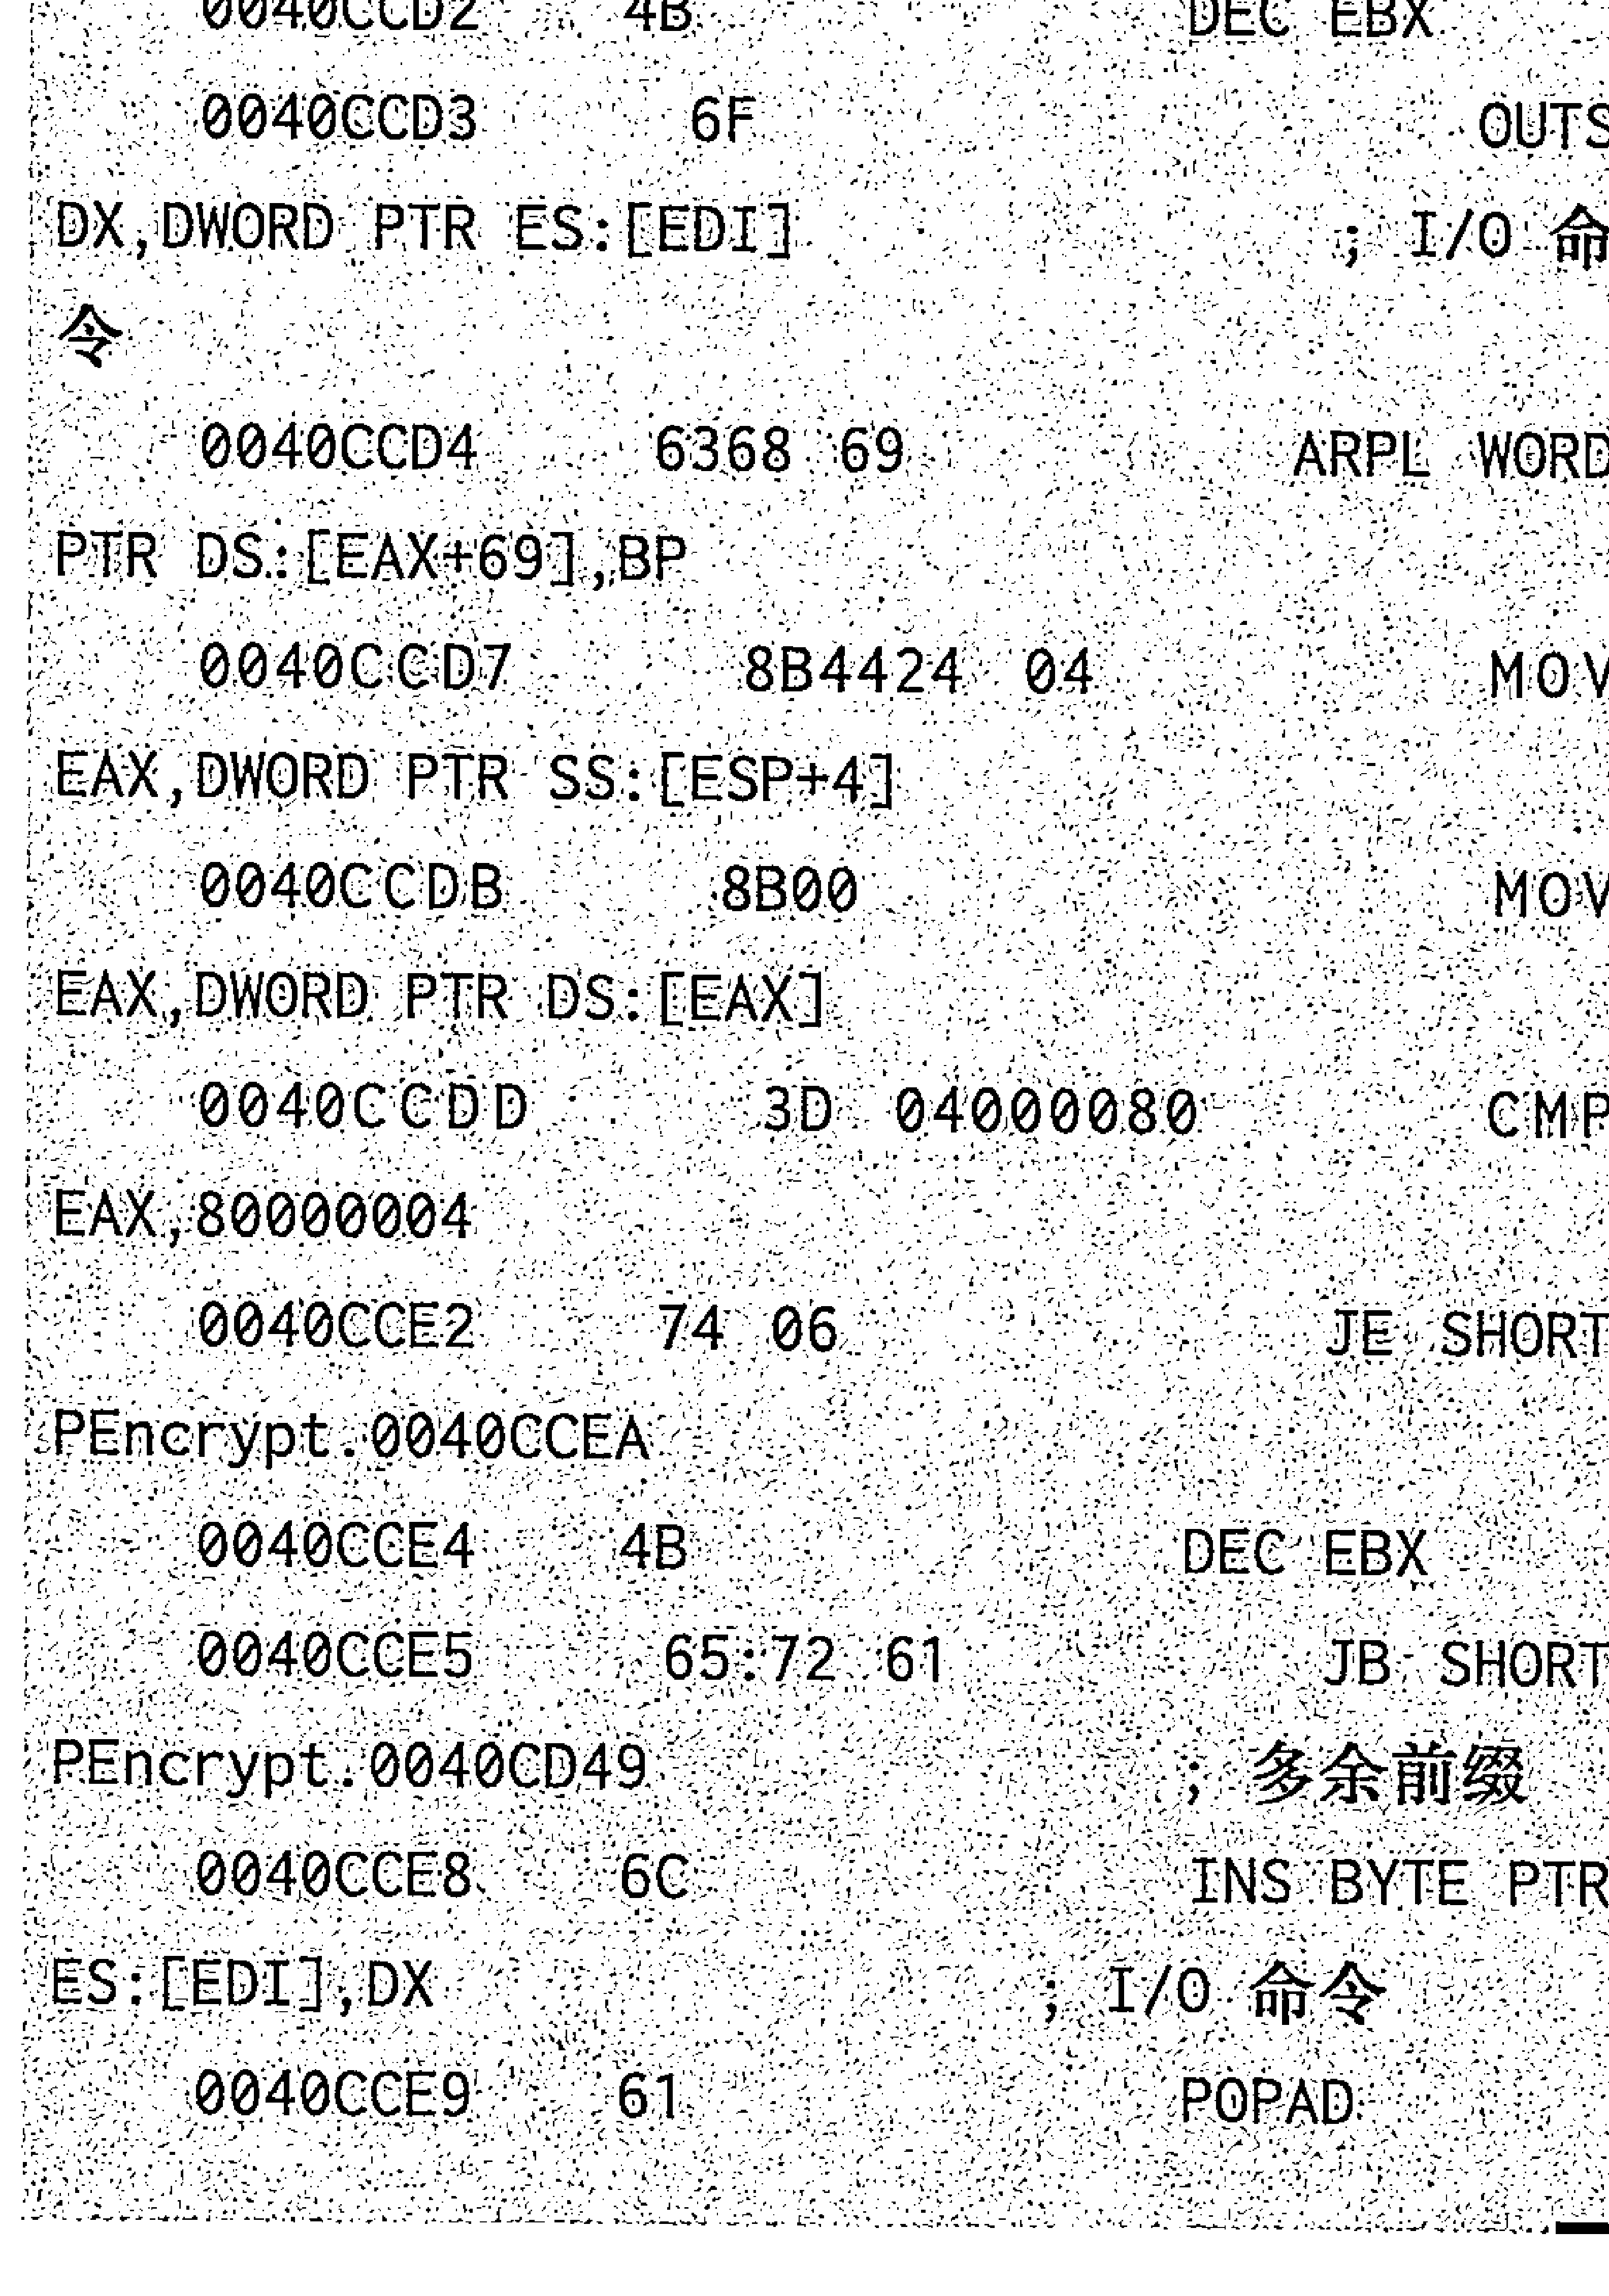 0040CCD2 4B DEC EBX
0040CCD3 6F OUTS
DX,DWORD PTR ES:[EDI] ; I/O 命
令
0040CCD4 6368 69 ARPL WORD
PTR DS:[EAX+69],BP
0040CCD7 8B4424 04 MOV
EAX,DWORD PTR SS:[ESP+4]
0040CCDB 8B00 MOV
EAX,DWORD PTR DS:[EAX]
0040CCDD 3D 04000080 CMP
EAX,80000004
0040CCE2 74 06 JE SHORT
PEncrypt.0040CCEA
0040CCE4 4B DEC EBX
0040CCE5 65:72 61 JB SHORT
PEncrypt.0040CD49 ; 多余前缀
0040CCE8 6C INS BYTE PTR
ES:[EDI],DX ; I/O 命令
0040CCE9 61 POPAD